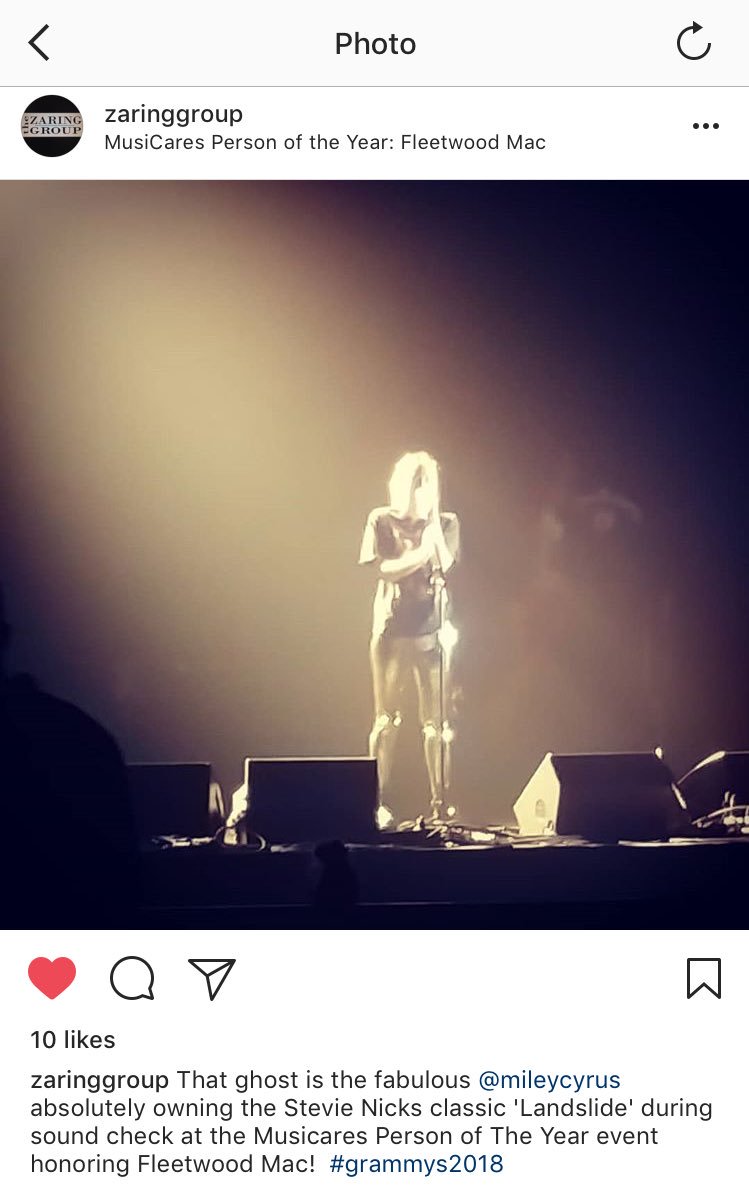 Photo
the
ZARING
GROUP
zaringgroup
MusiCares Person of the Year: Fleetwood Mac
10 likes
zaringgroup That ghost is the fabulous @mileycyrus
absolutely owning the Stevie Nicks classic 'Landslide' during
sound check at the Musicares Person of The Year event
honoring Fleetwood Mac! #grammys2018